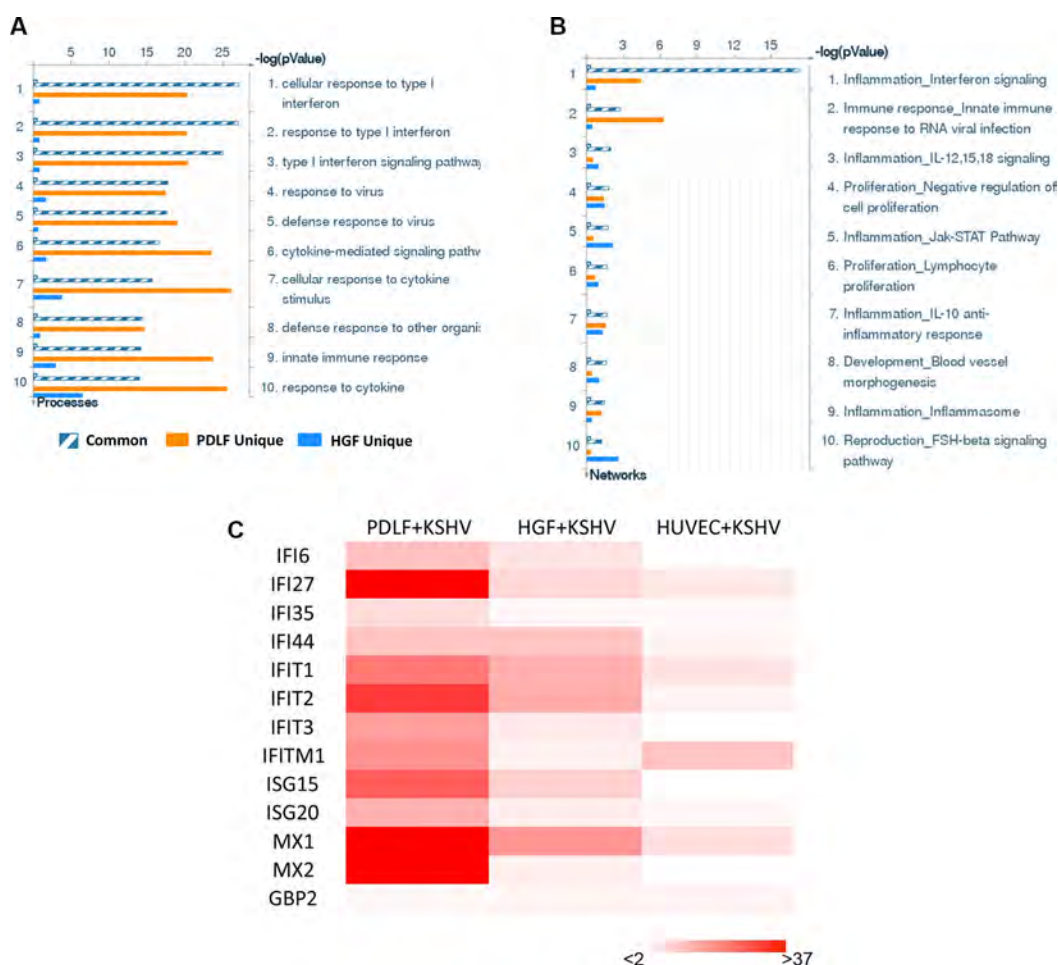 A
5 10 15 20 25
-log(pValue)
1
2
3
4
5
6
7
8
9
10
Processes
1. cellular response to type I
interferon
2. response to type I interferon
3. type I interferon signaling pathway
4. response to virus
5. defense response to virus
6. cytokine-mediated signaling pathw
7. cellular response to cytokine
stimulus
8. defense response to other organis
9. innate immune response
10. response to cytokine
Common PDLF Unique HGF Unique
B
3 6 9 12 15
-log(pValue)
1
2
3
4
5
6
7
8
9
10
Networks
1. Inflammation_Interferon signaling
2. Immune response_Innate immune
response to RNA viral infection
3. Inflammation_IL-12,15,18 signaling
4. Proliferation_Negative regulation of
cell proliferation
5. Inflammation_Jak-STAT Pathway
6. Proliferation_Lymphocyte
proliferation
7. Inflammation_IL-10 anti-
inflammatory response
8. Development_Blood vessel
morphogenesis
9. Inflammation_Inflammasome
10. Reproduction_FSH-beta signaling
pathway
C
PDLF+KSHV HGF+KSHV HUVEC+KSHV
IFI6
IFI27
IFI35
IFI44
IFIT1
IFIT2
IFIT3
IFITM1
ISG15
ISG20
MX1
MX2
GBP2
<2 >37